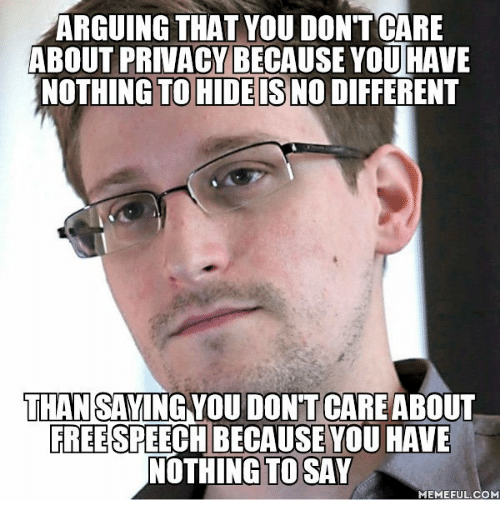 ARGUING THAT YOU DON'T CARE
ABOUT PRIVACY BECAUSE YOU HAVE
NOTHING TO HIDE IS NO DIFFERENT
THAN SAYING YOU DON'T CARE ABOUT
FREE SPEECH BECAUSE YOU HAVE
NOTHING TO SAY
MEMEFUL.COM